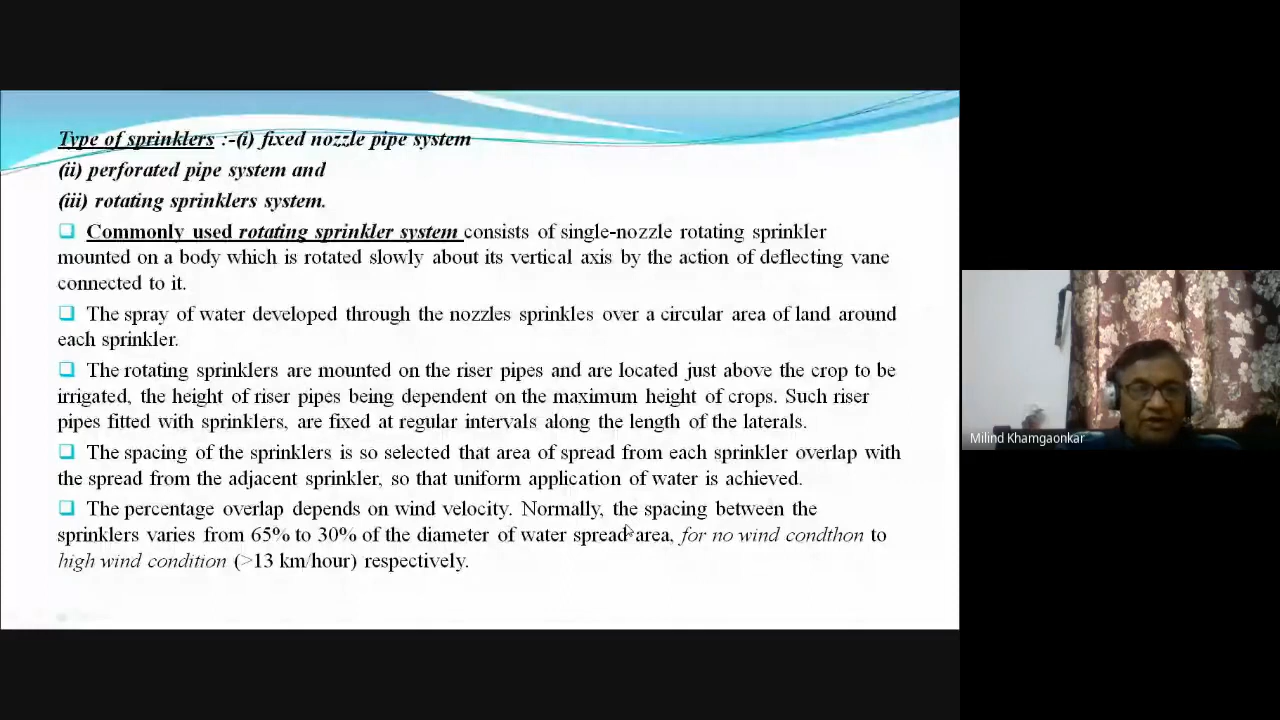 Type of sprinklers :-(i) fixed nozzle pipe system
(ii) perforated pipe system and
(iii) rotating sprinklers system.
❑ Commonly used rotating sprinkler system consists of single-nozzle rotating sprinkler
mounted on a body which is rotated slowly about its vertical axis by the action of deflecting vane
connected to it.
❑ The spray of water developed through the nozzles sprinkles over a circular area of land around
each sprinkler.
❑ The rotating sprinklers are mounted on the riser pipes and are located just above the crop to be
irrigated, the height of riser pipes being dependent on the maximum height of crops. Such riser
pipes fitted with sprinklers, are fixed at regular intervals along the length of the laterals.
❑ The spacing of the sprinklers is so selected that area of spread from each sprinkler overlap with
the spread from the adjacent sprinkler, so that uniform application of water is achieved.
❑ The percentage overlap depends on wind velocity. Normally, the spacing between the
sprinklers varies from 65% to 30% of the diameter of water spread area, for no wind condthon to
high wind condition (>13 km/hour) respectively.
Milind Khamgaonkar